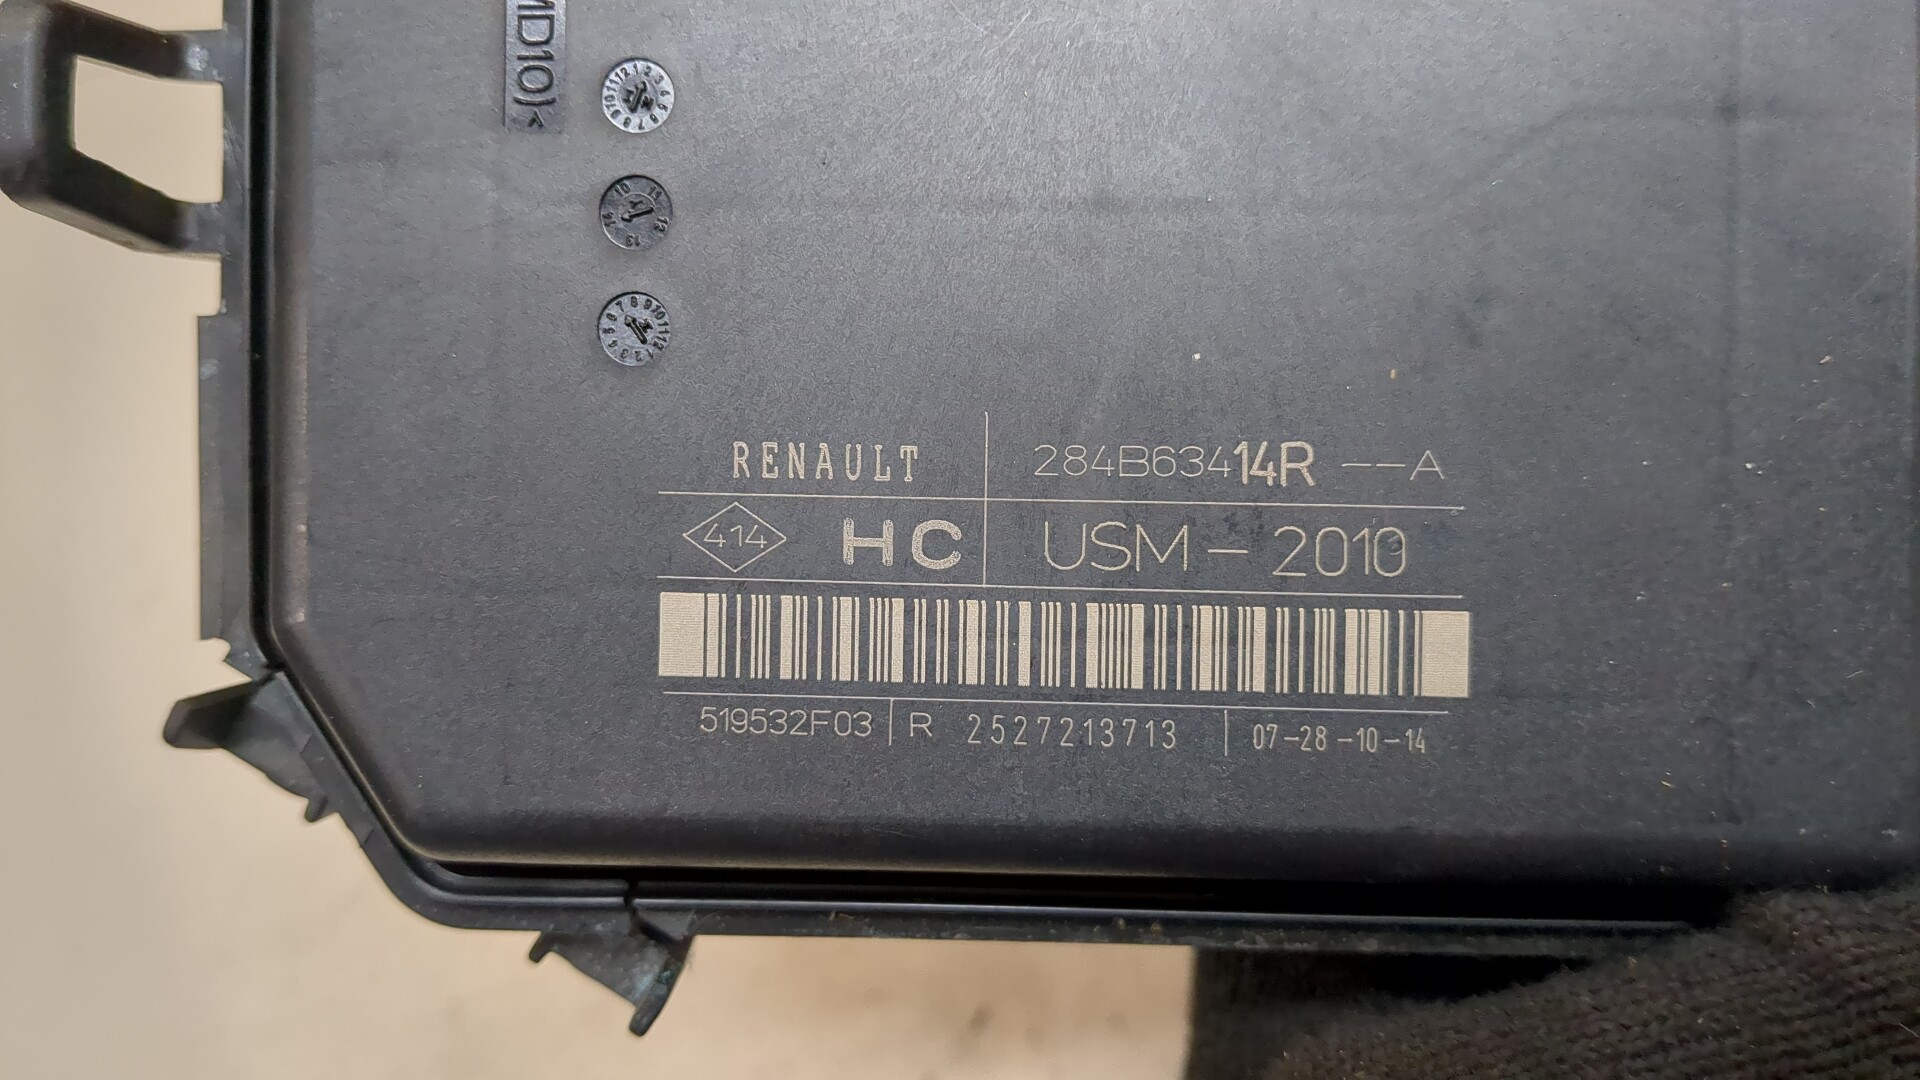 MD10)<
RENAULT 284B63414R --A
414 HC USM - 2010
519532F03 R 2527213713 07-28-10-14